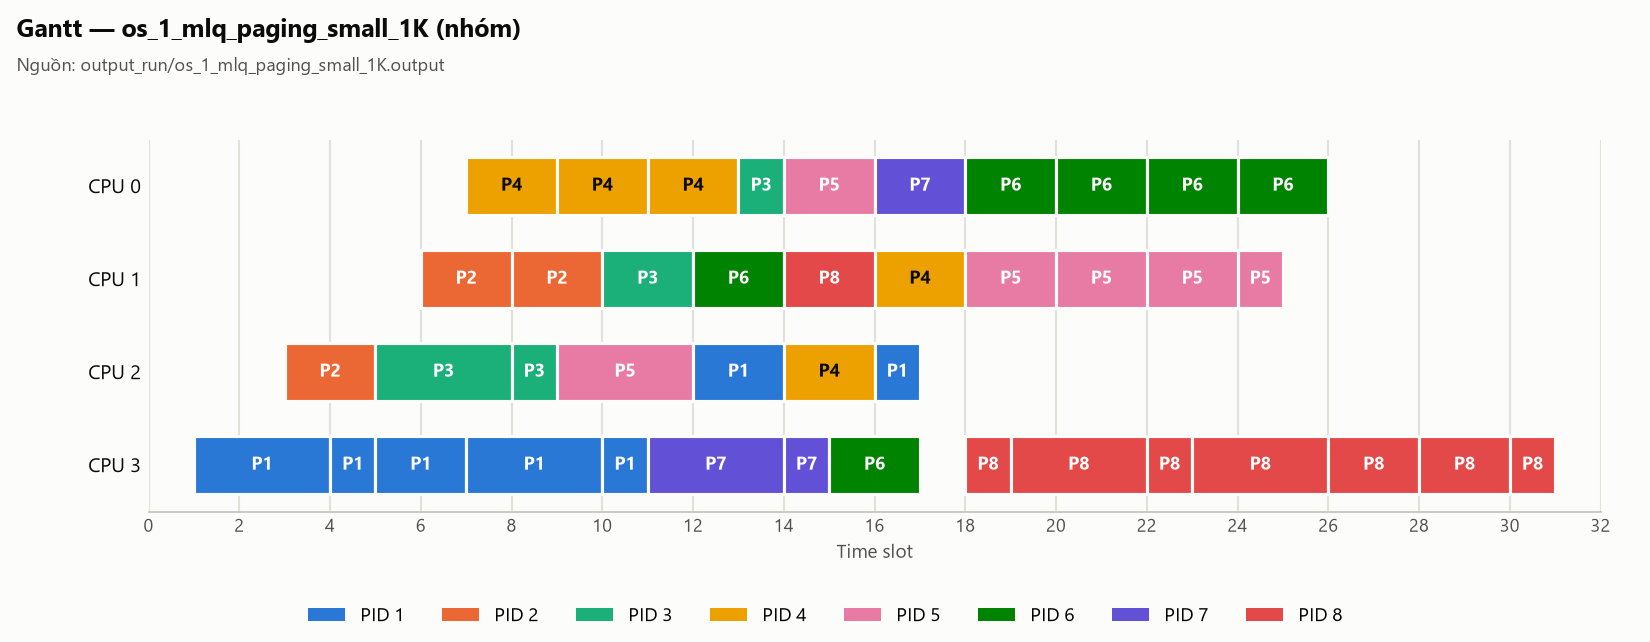 Gantt — os_1_mlq_paging_small_1K (nhóm)
Nguồn: output_run/os_1_mlq_paging_small_1K.output
CPU 0 P4 P4 P4 P3 P5 P7 P6 P6 P6 P6
CPU 1 P2 P2 P3 P6 P8 P4 P5 P5 P5 P5
CPU 2 P2 P3 P3 P5 P1 P4 P1
CPU 3 P1 P1 P1 P1 P1 P7 P7 P6 P8 P8 P8 P8 P8 P8 P8
0 2 4 6 8 10 12 14 16 18 20 22 24 26 28 30 32
Time slot
PID 1 PID 2 PID 3 PID 4 PID 5 PID 6 PID 7 PID 8